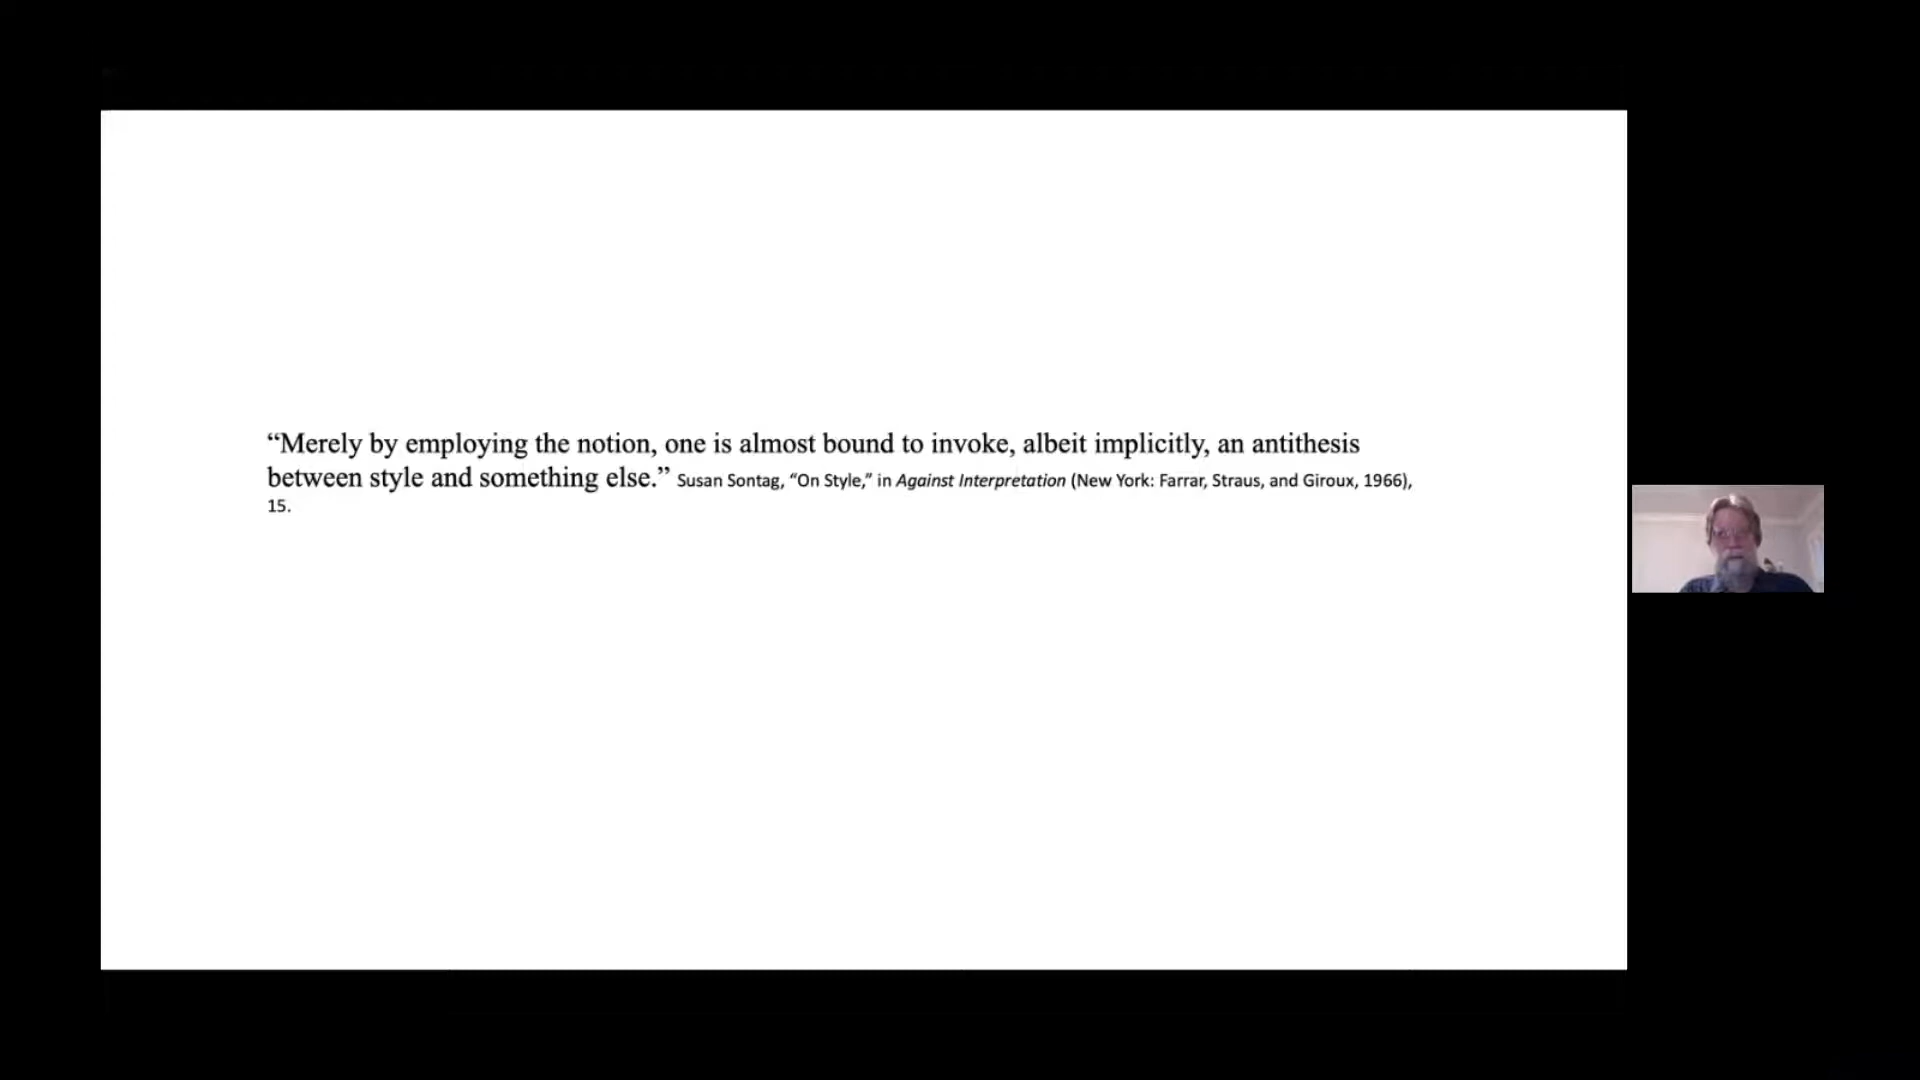 “Merely by employing the notion, one is almost bound to invoke, albeit implicitly, an antithesis
between style and something else.” Susan Sontag, “On Style,” in Against Interpretation (New York: Farrar, Straus, and Giroux, 1966),
15.